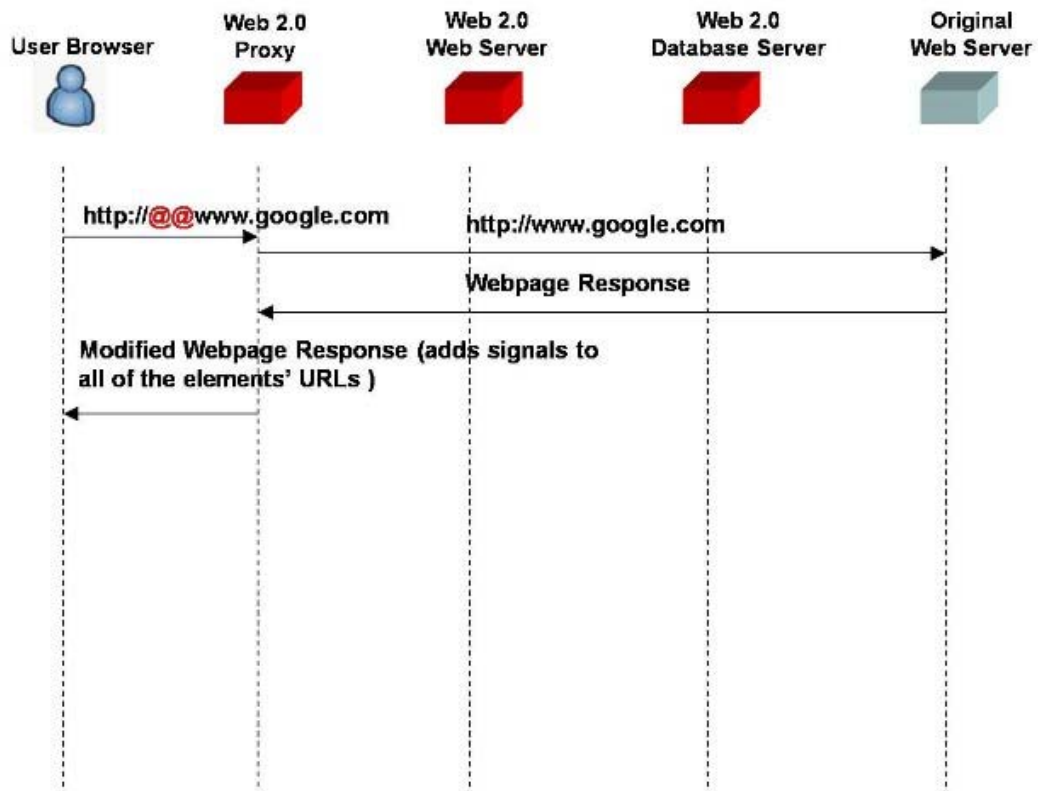 User Browser
Web 2.0
Proxy
Web 2.0
Web Server
Web 2.0
Database Server
Original
Web Server
http://@@www.google.com
http://www.google.com
Webpage Response
Modified Webpage Response (adds signals to
all of the elements' URLs )